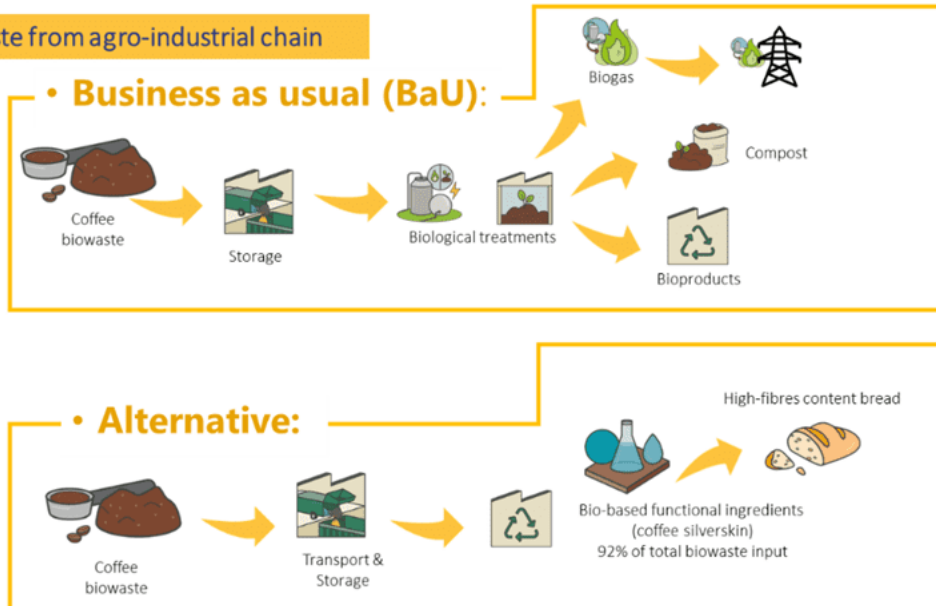 from agro-industrial chain
• Business as usual (BaU):
Biogas
Compost
Coffee
biowaste
Storage
Biological treatments
Bioproducts
• Alternative:
High-fibres content bread
Coffee
biowaste
Transport &
Storage
Bio-based functional ingredients
(coffee silverskin)
92% of total biowaste input